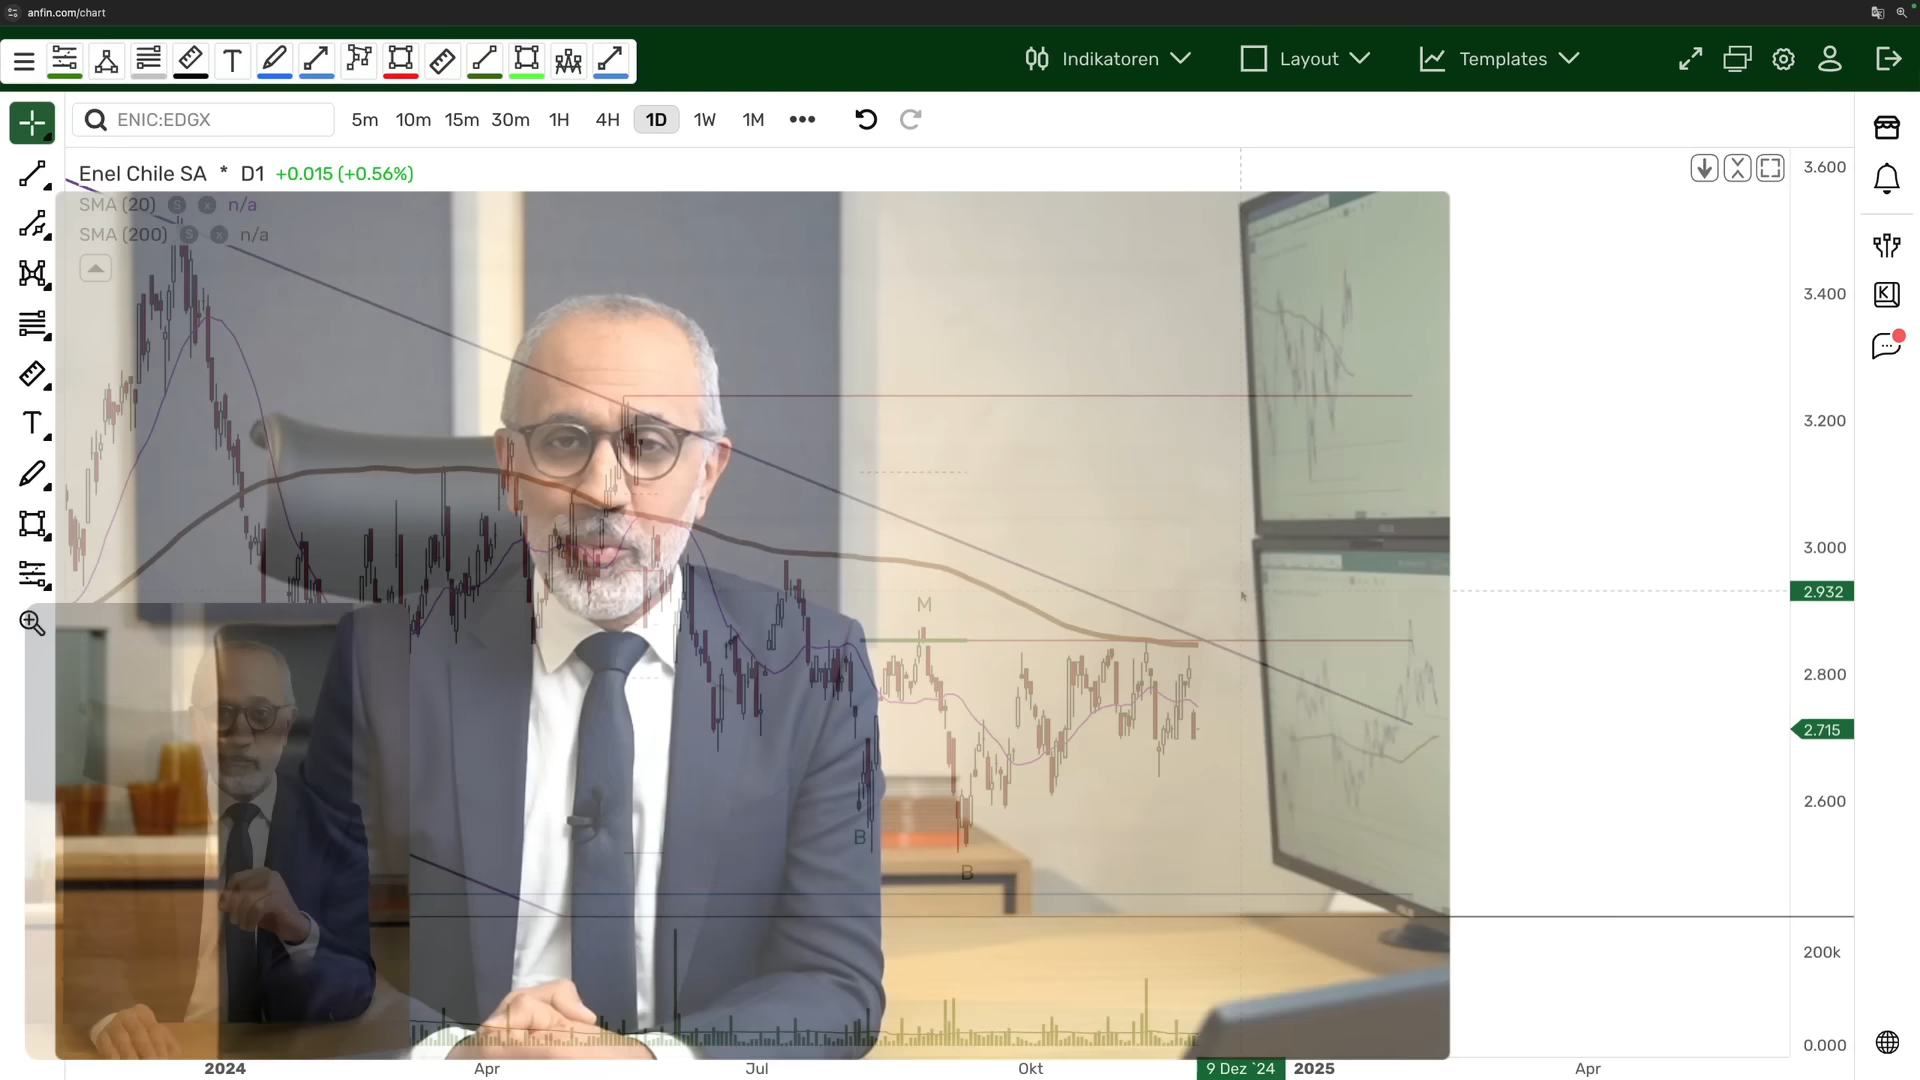 anfin.com/chart
T
Indikatoren
Layout
Templates
ENIC:EDGX
5m 10m 15m 30m 1H 4H 1D 1W 1M
Enel Chile SA * D1 +0.015 (+0.56%)
SMA (20) S x n/a
SMA (200) S x n/a
T
M
B
B
3.600
3.400
3.200
3.000
2.932
2.800
2.715
2.600
200k
0.000
2024 Apr Jul Okt 9 Dez `24 2025 Apr